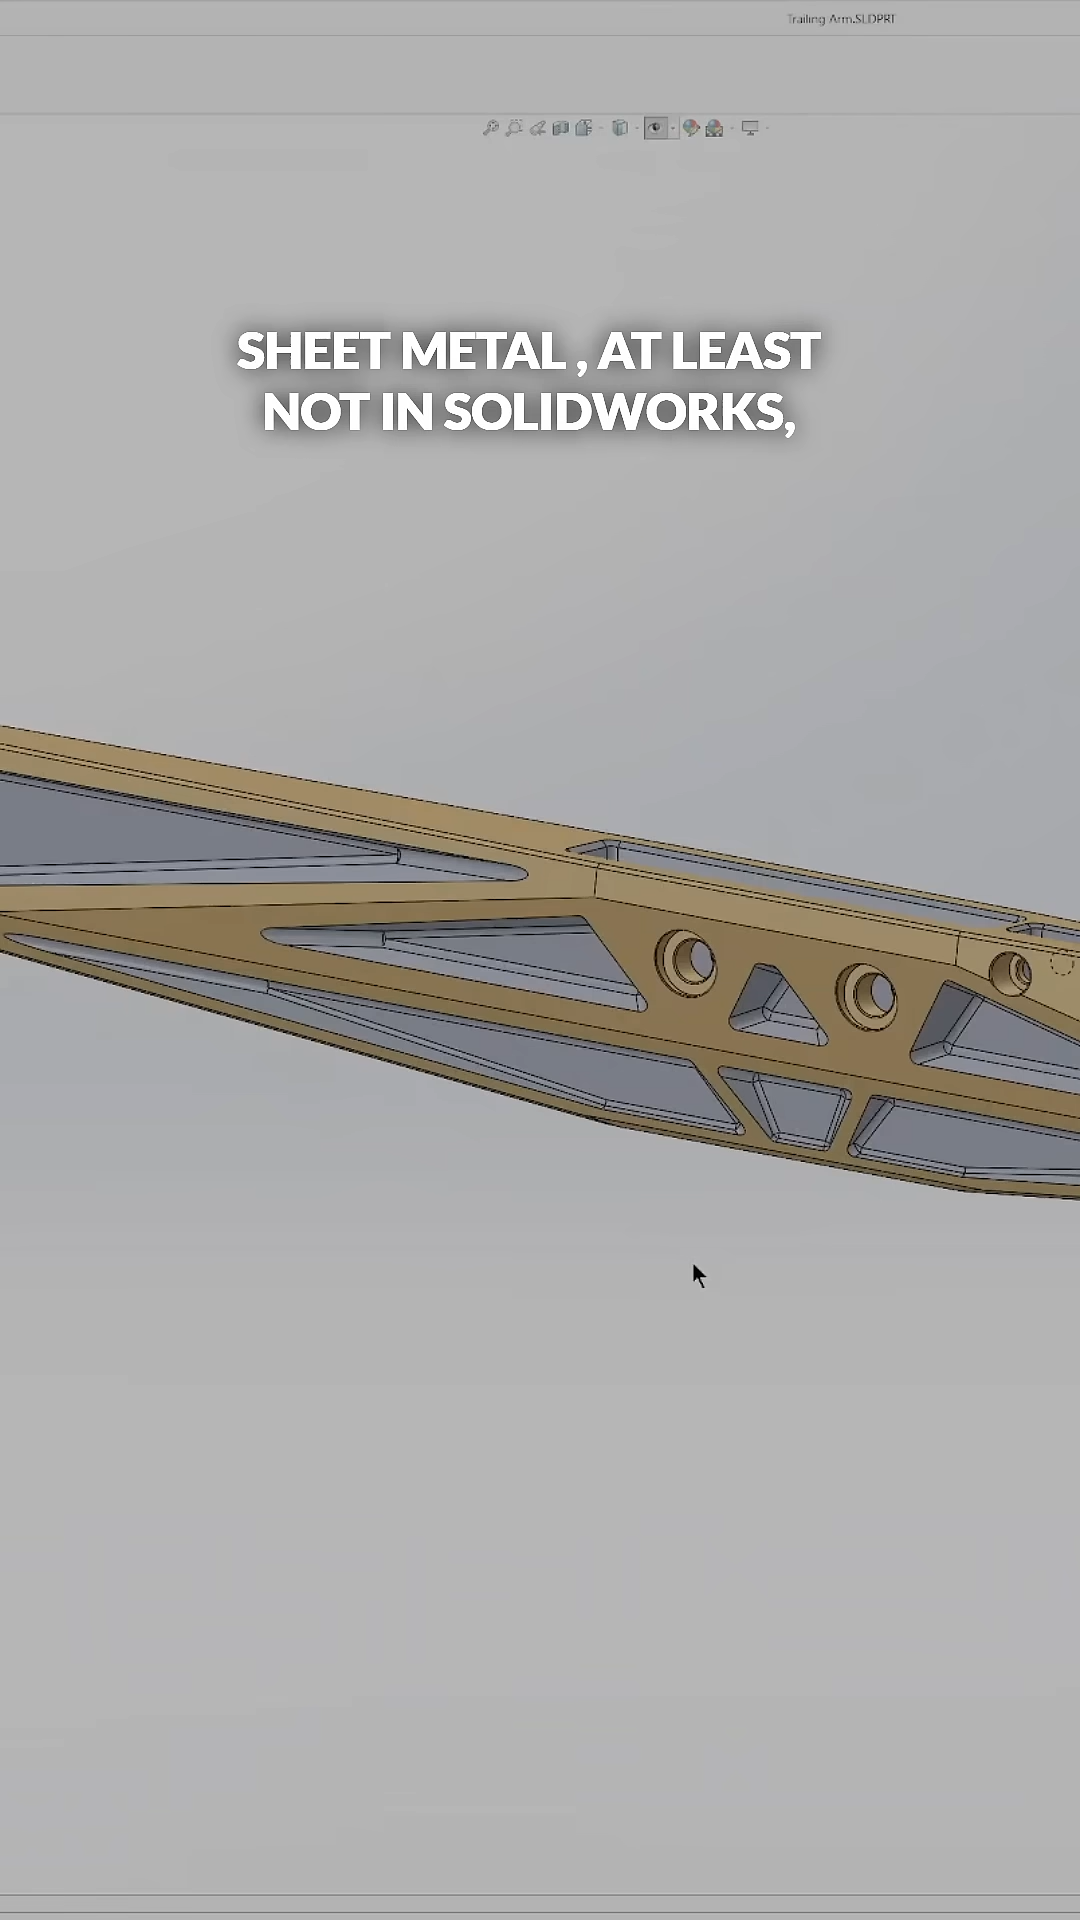 Trailing Arm.SLDPRT
SHEET METAL , AT LEAST
NOT IN SOLIDWORKS,